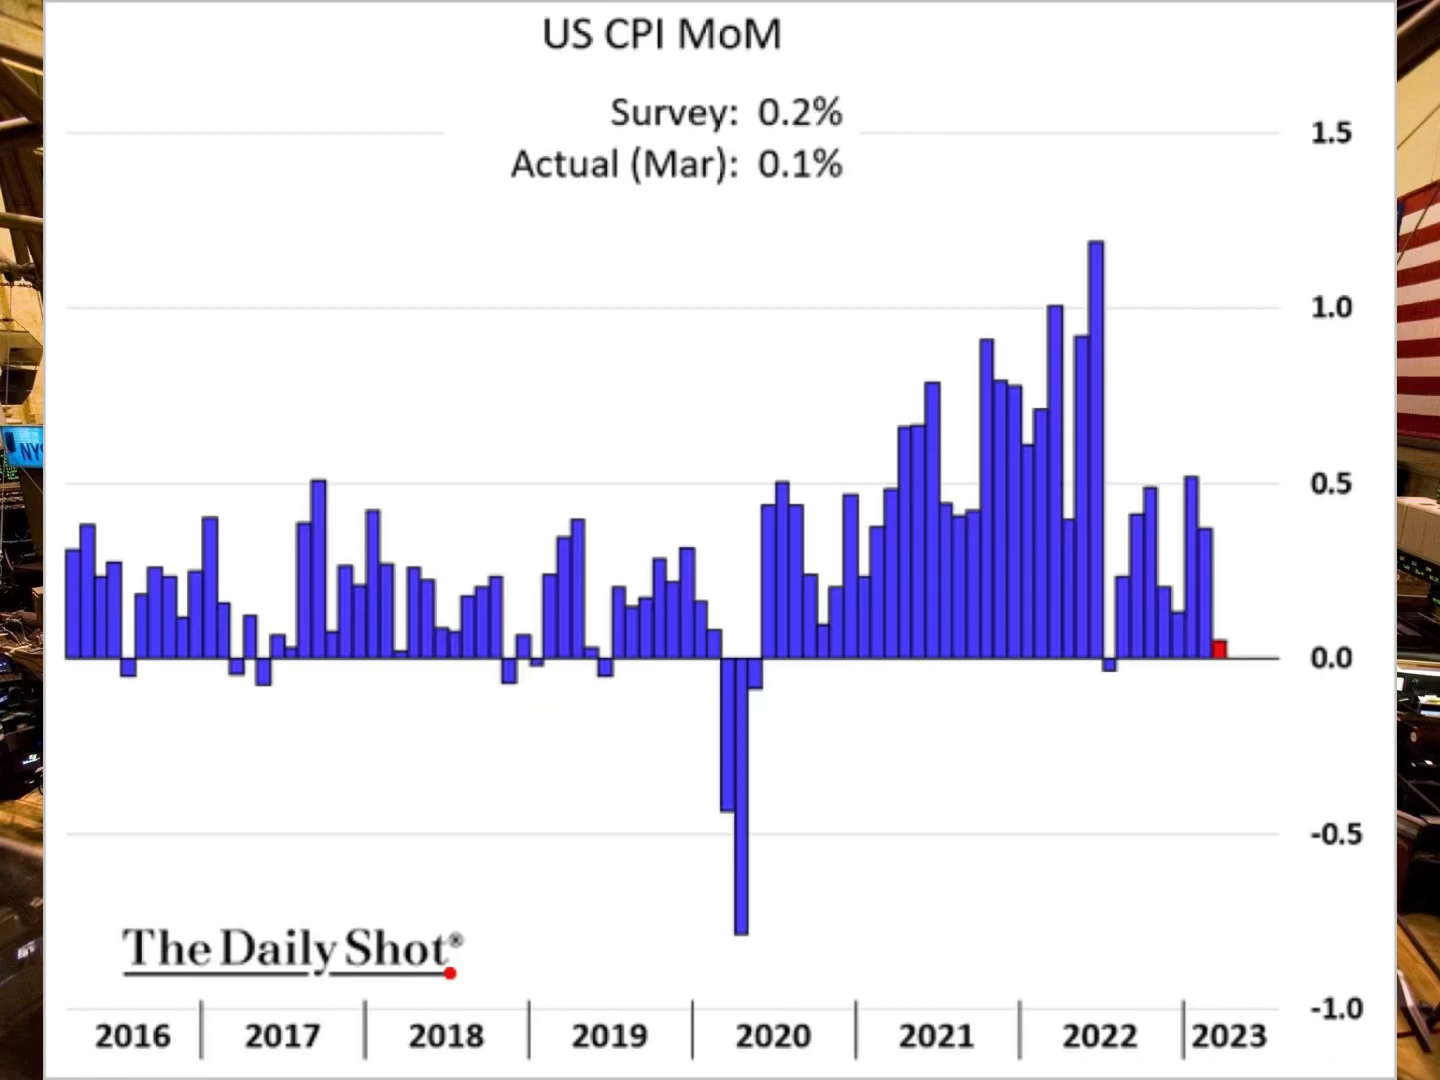 US CPI MoM
Survey: 0.2%
Actual (Mar): 0.1%
1.5
1.0
0.5
0.0
-0.5
-1.0
The Daily Shot®
2016 2017 2018 2019 2020 2021 2022 2023
NYS